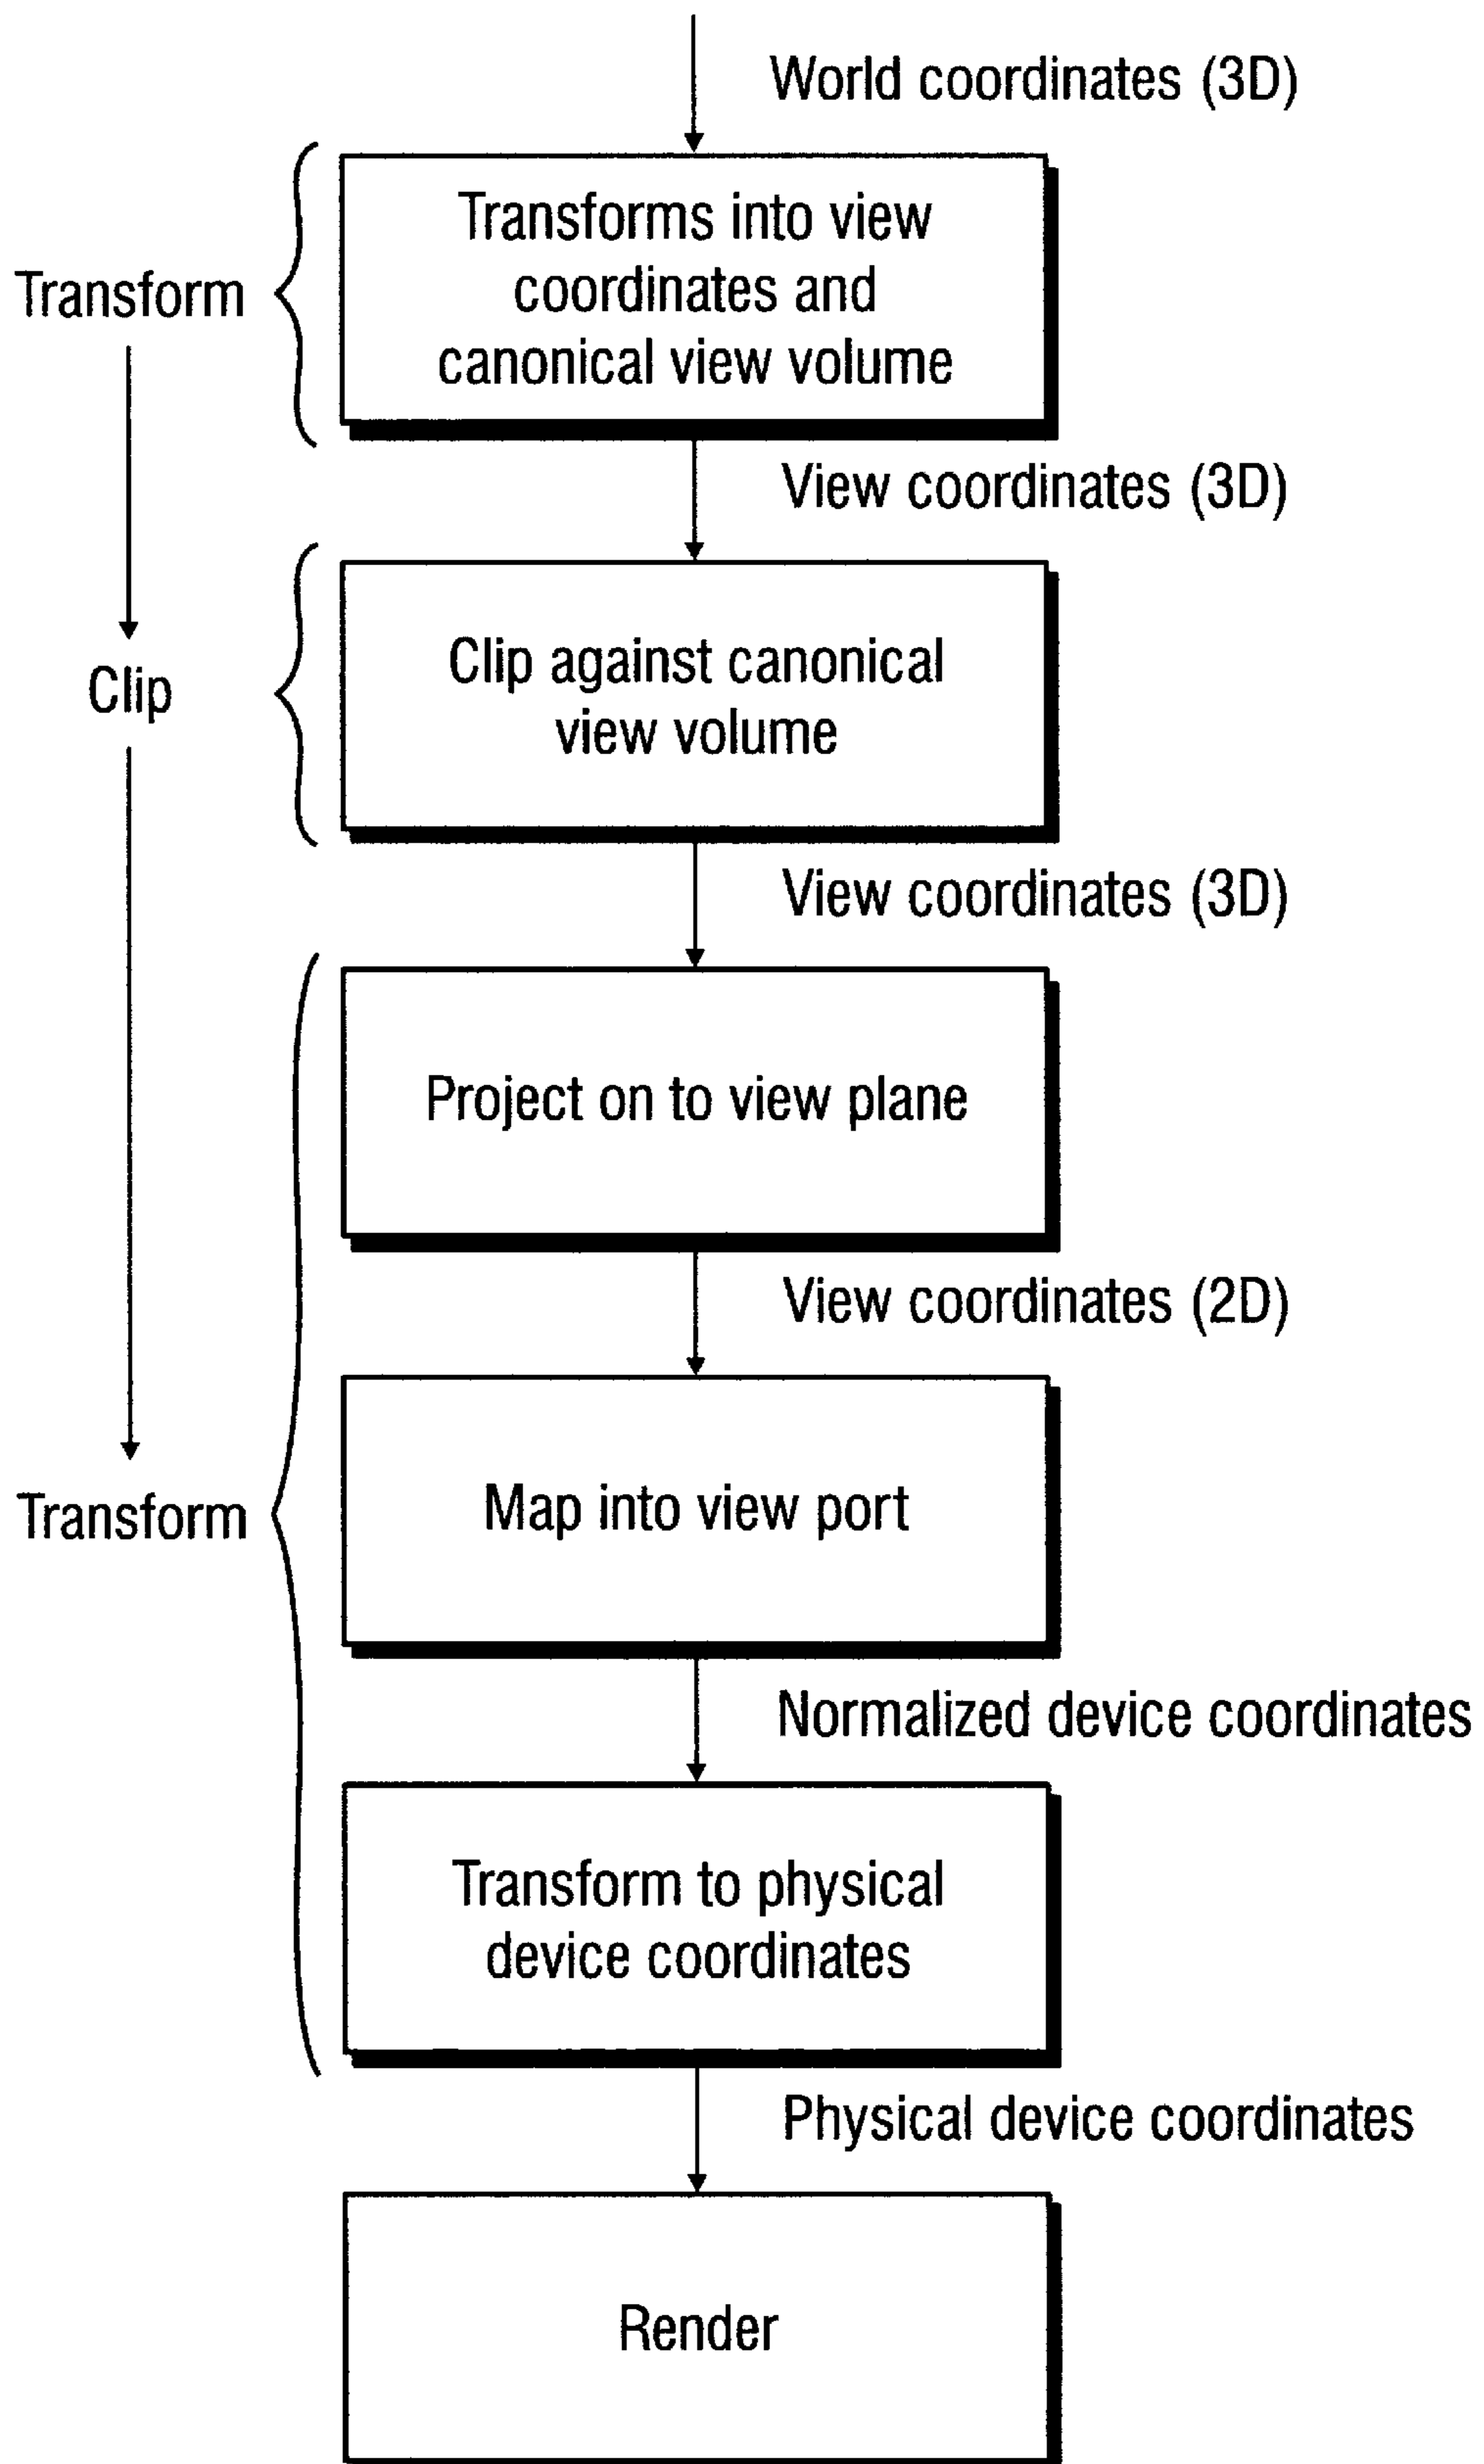 World coordinates (3D)
Transforms into view
coordinates and
canonical view volume
Transform
View coordinates (3D)
Clip against canonical
view volume
Clip
View coordinates (3D)
Project on to view plane
View coordinates (2D)
Map into view port
Transform
Normalized device coordinates
Transform to physical
device coordinates
Physical device coordinates
Render